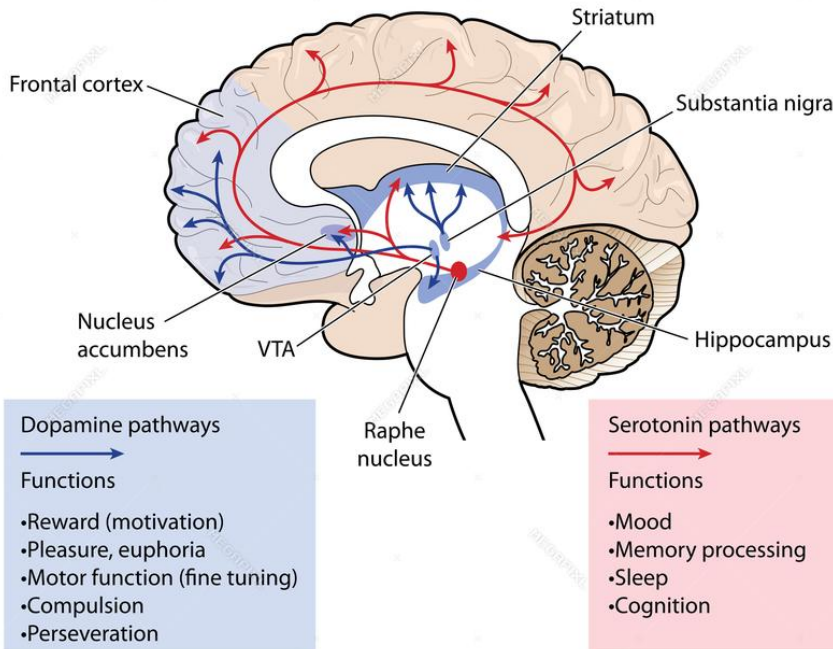 Striatum
Frontal cortex
Substantia nigra
Nucleus
accumbens
VTA
Hippocampus
Raphe
nucleus
Dopamine pathways
Functions
•Reward (motivation)
•Pleasure, euphoria
•Motor function (fine tuning)
•Compulsion
•Perseveration
Serotonin pathways
Functions
•Mood
•Memory processing
•Sleep
•Cognition